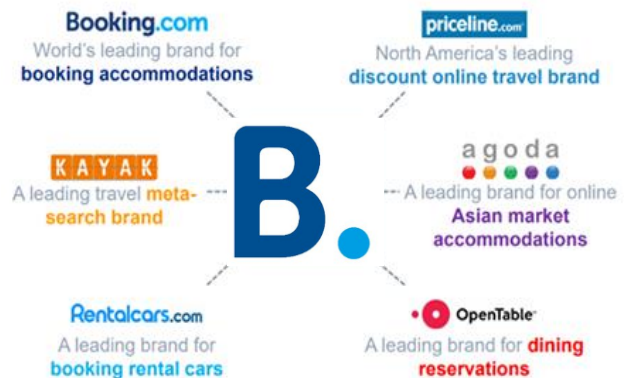 Booking.com
World's leading brand for
booking accommodations
priceline.com
North America's leading
discount online travel brand
KAYAK
A leading travel meta-
search brand
B.
agoda
A leading brand for online
Asian market
accommodations
Rentalcars.com
A leading brand for
booking rental cars
OpenTable
A leading brand for dining
reservations